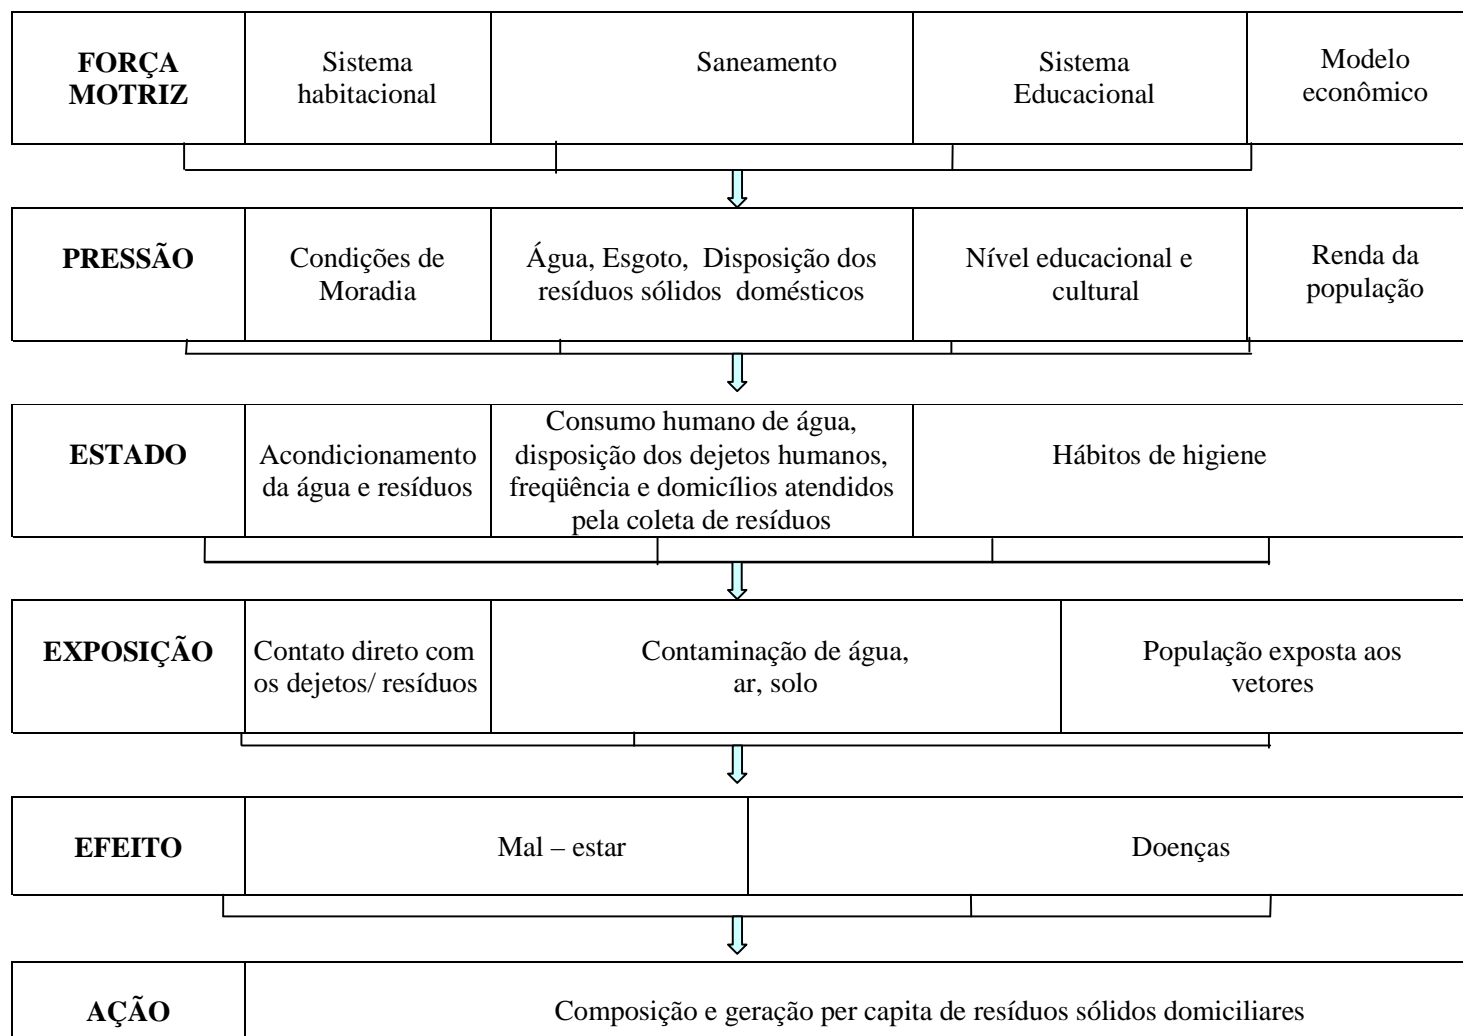 FORÇA
MOTRIZ
Sistema
habitacional
Saneamento
Sistema
Educacional
Modelo
econômico
PRESSÃO
Condições de
Moradia
Água, Esgoto, Disposição dos
resíduos sólidos domésticos
Nível educacional e
cultural
Renda da
população
ESTADO
Acondicionamento
da água e resíduos
Consumo humano de água,
disposição dos dejetos humanos,
freqüência e domicílios atendidos
pela coleta de resíduos
Hábitos de higiene
EXPOSIÇÃO
Contato direto com
os dejetos/ resíduos
Contaminação de água,
ar, solo
População exposta aos
vetores
EFEITO
Mal – estar
Doenças
AÇÃO
Composição e geração per capita de resíduos sólidos domiciliares